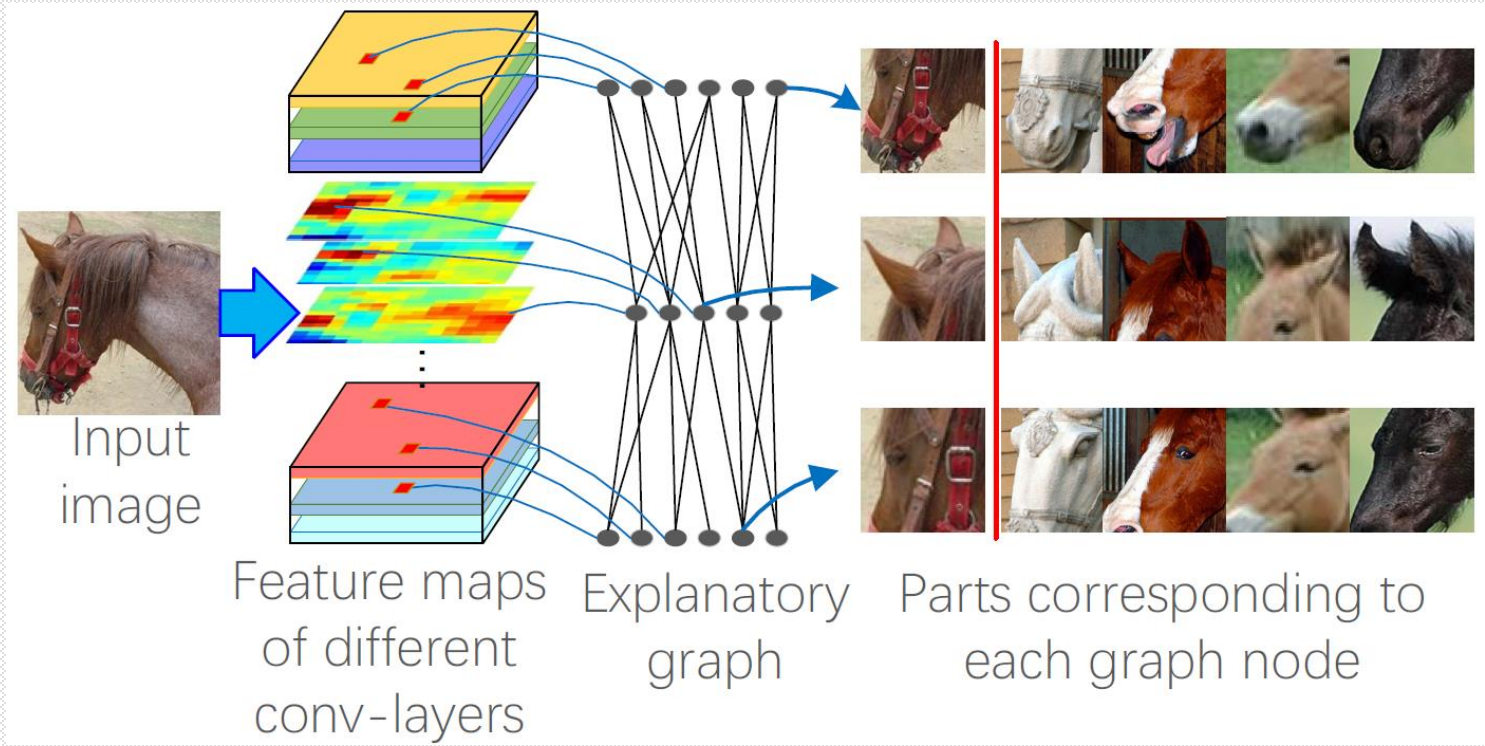 Input
image
Feature maps
of different
conv-layers
Explanatory
graph
Parts corresponding to
each graph node